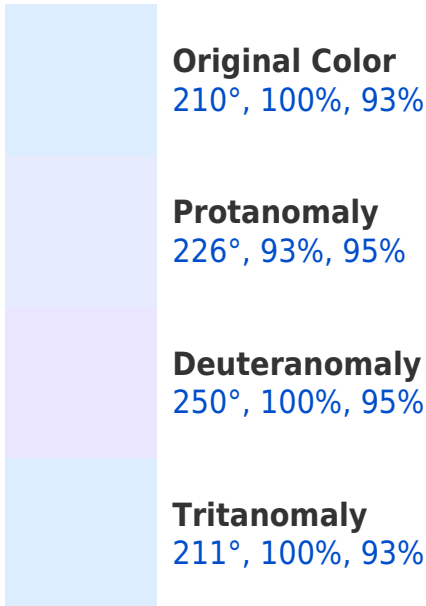 Original Color
210°, 100%, 93%
Protanomaly
226°, 93%, 95%
Deuteranomaly
250°, 100%, 95%
Tritanomaly
211°, 100%, 93%